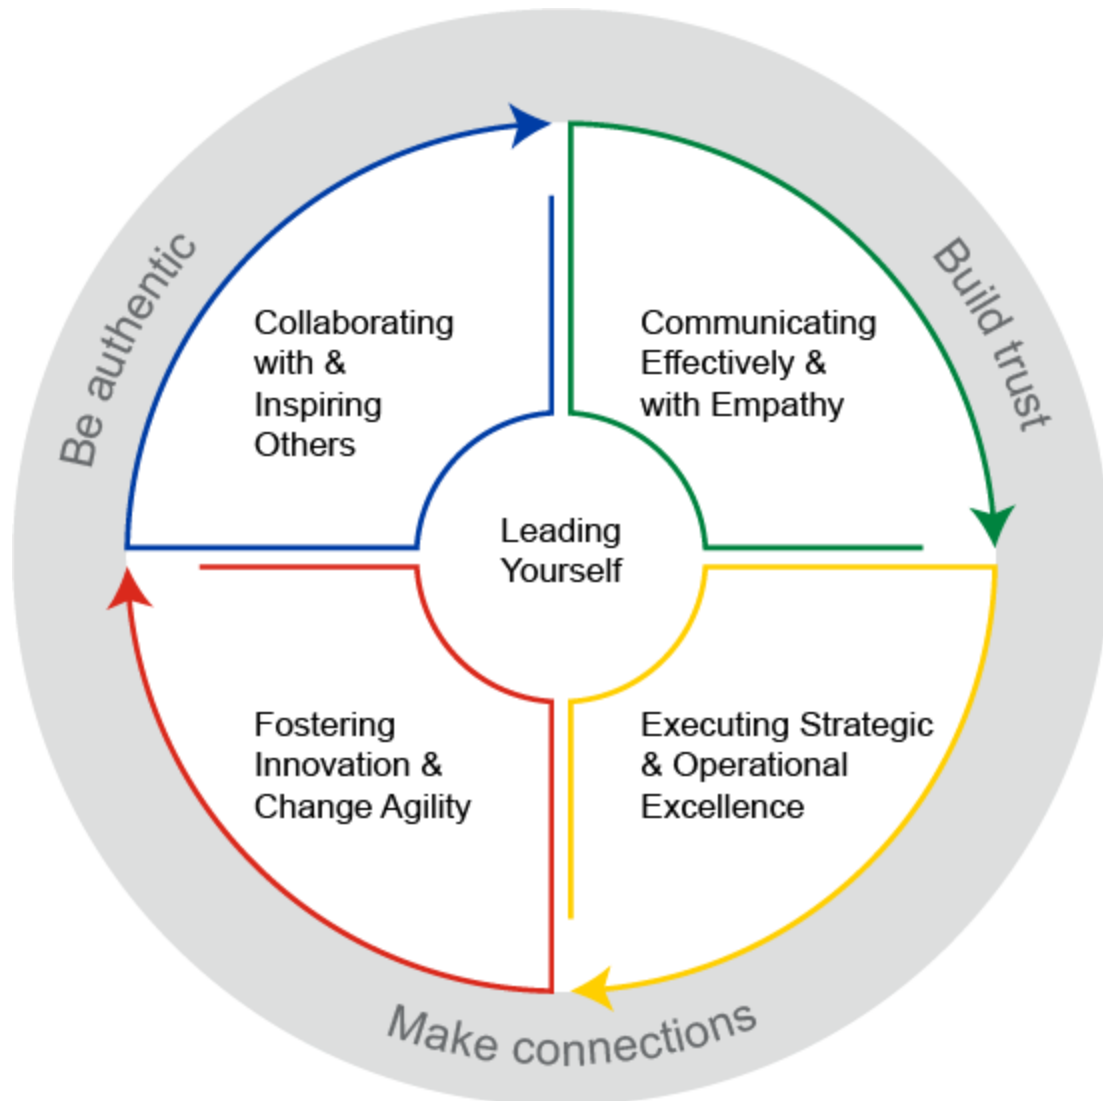 Be authentic
Build trust
Collaborating
with &
Inspiring
Others
Communicating
Effectively &
with Empathy
Leading
Yourself
Fostering
Innovation &
Change Agility
Executing Strategic
& Operational
Excellence
Make connections